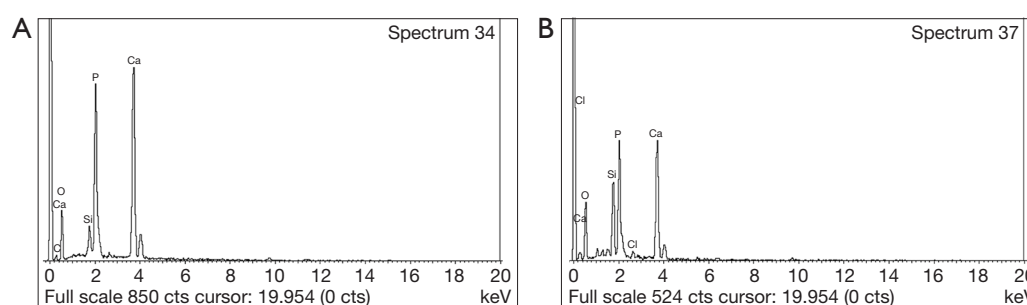 A
Spectrum 34
Ca
P
O
Ca
Si
C
0 2 4 6 8 10 12 14 16 18 20
Full scale 850 cts cursor: 19.954 (0 cts) keV
B
Spectrum 37
Cl
P
Ca
Si
O
Ca
Cl
0 2 4 6 8 10 12 14 16 18 20
Full scale 524 cts cursor: 19.954 (0 cts) keV